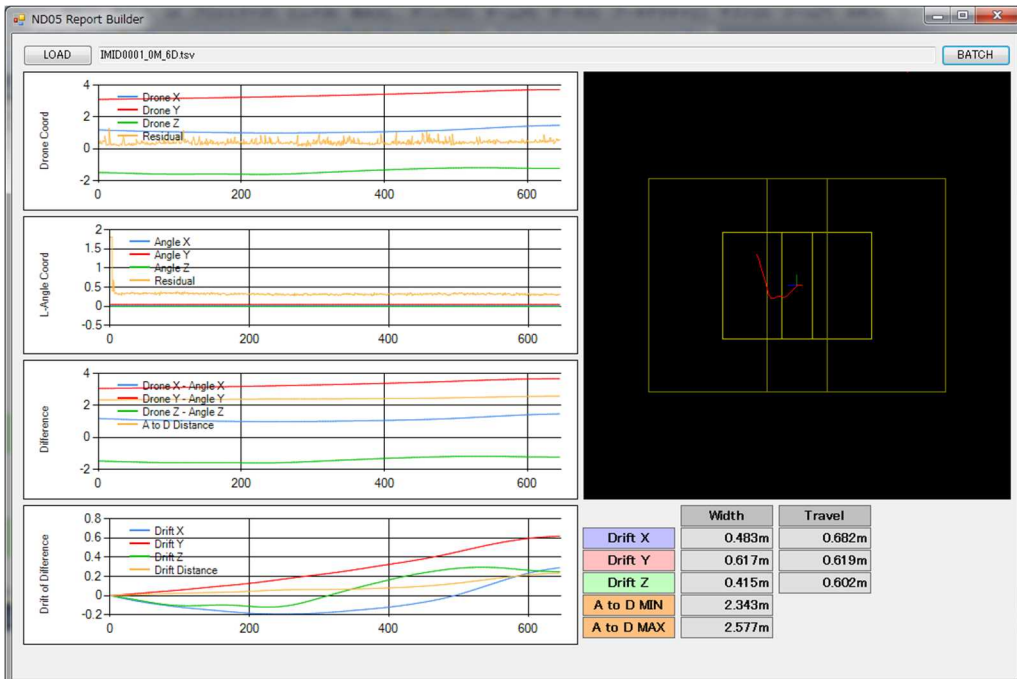 ND05 Report Builder
LOAD
IMID0001_0M_6D.tsv
BATCH
Drone Coord
4
2
0
-2
Drone X
Drone Y
Drone Z
Residual
0 200 400 600
L-Angle Coord
2
1.5
1
0.5
0
-0.5
Angle X
Angle Y
Angle Z
Residual
0 200 400 600
Difference
4
2
0
-2
Drone X - Angle X
Drone Y - Angle Y
Drone Z - Angle Z
A to D Distance
0 200 400 600
Drift of Difference
0.8
0.6
0.4
0.2
0
-0.2
Drift X
Drift Y
Drift Z
Drift Distance
0 200 400 600
Width Travel
Drift X 0.483m 0.682m
Drift Y 0.617m 0.619m
Drift Z 0.415m 0.602m
A to D MIN 2.343m
A to D MAX 2.577m